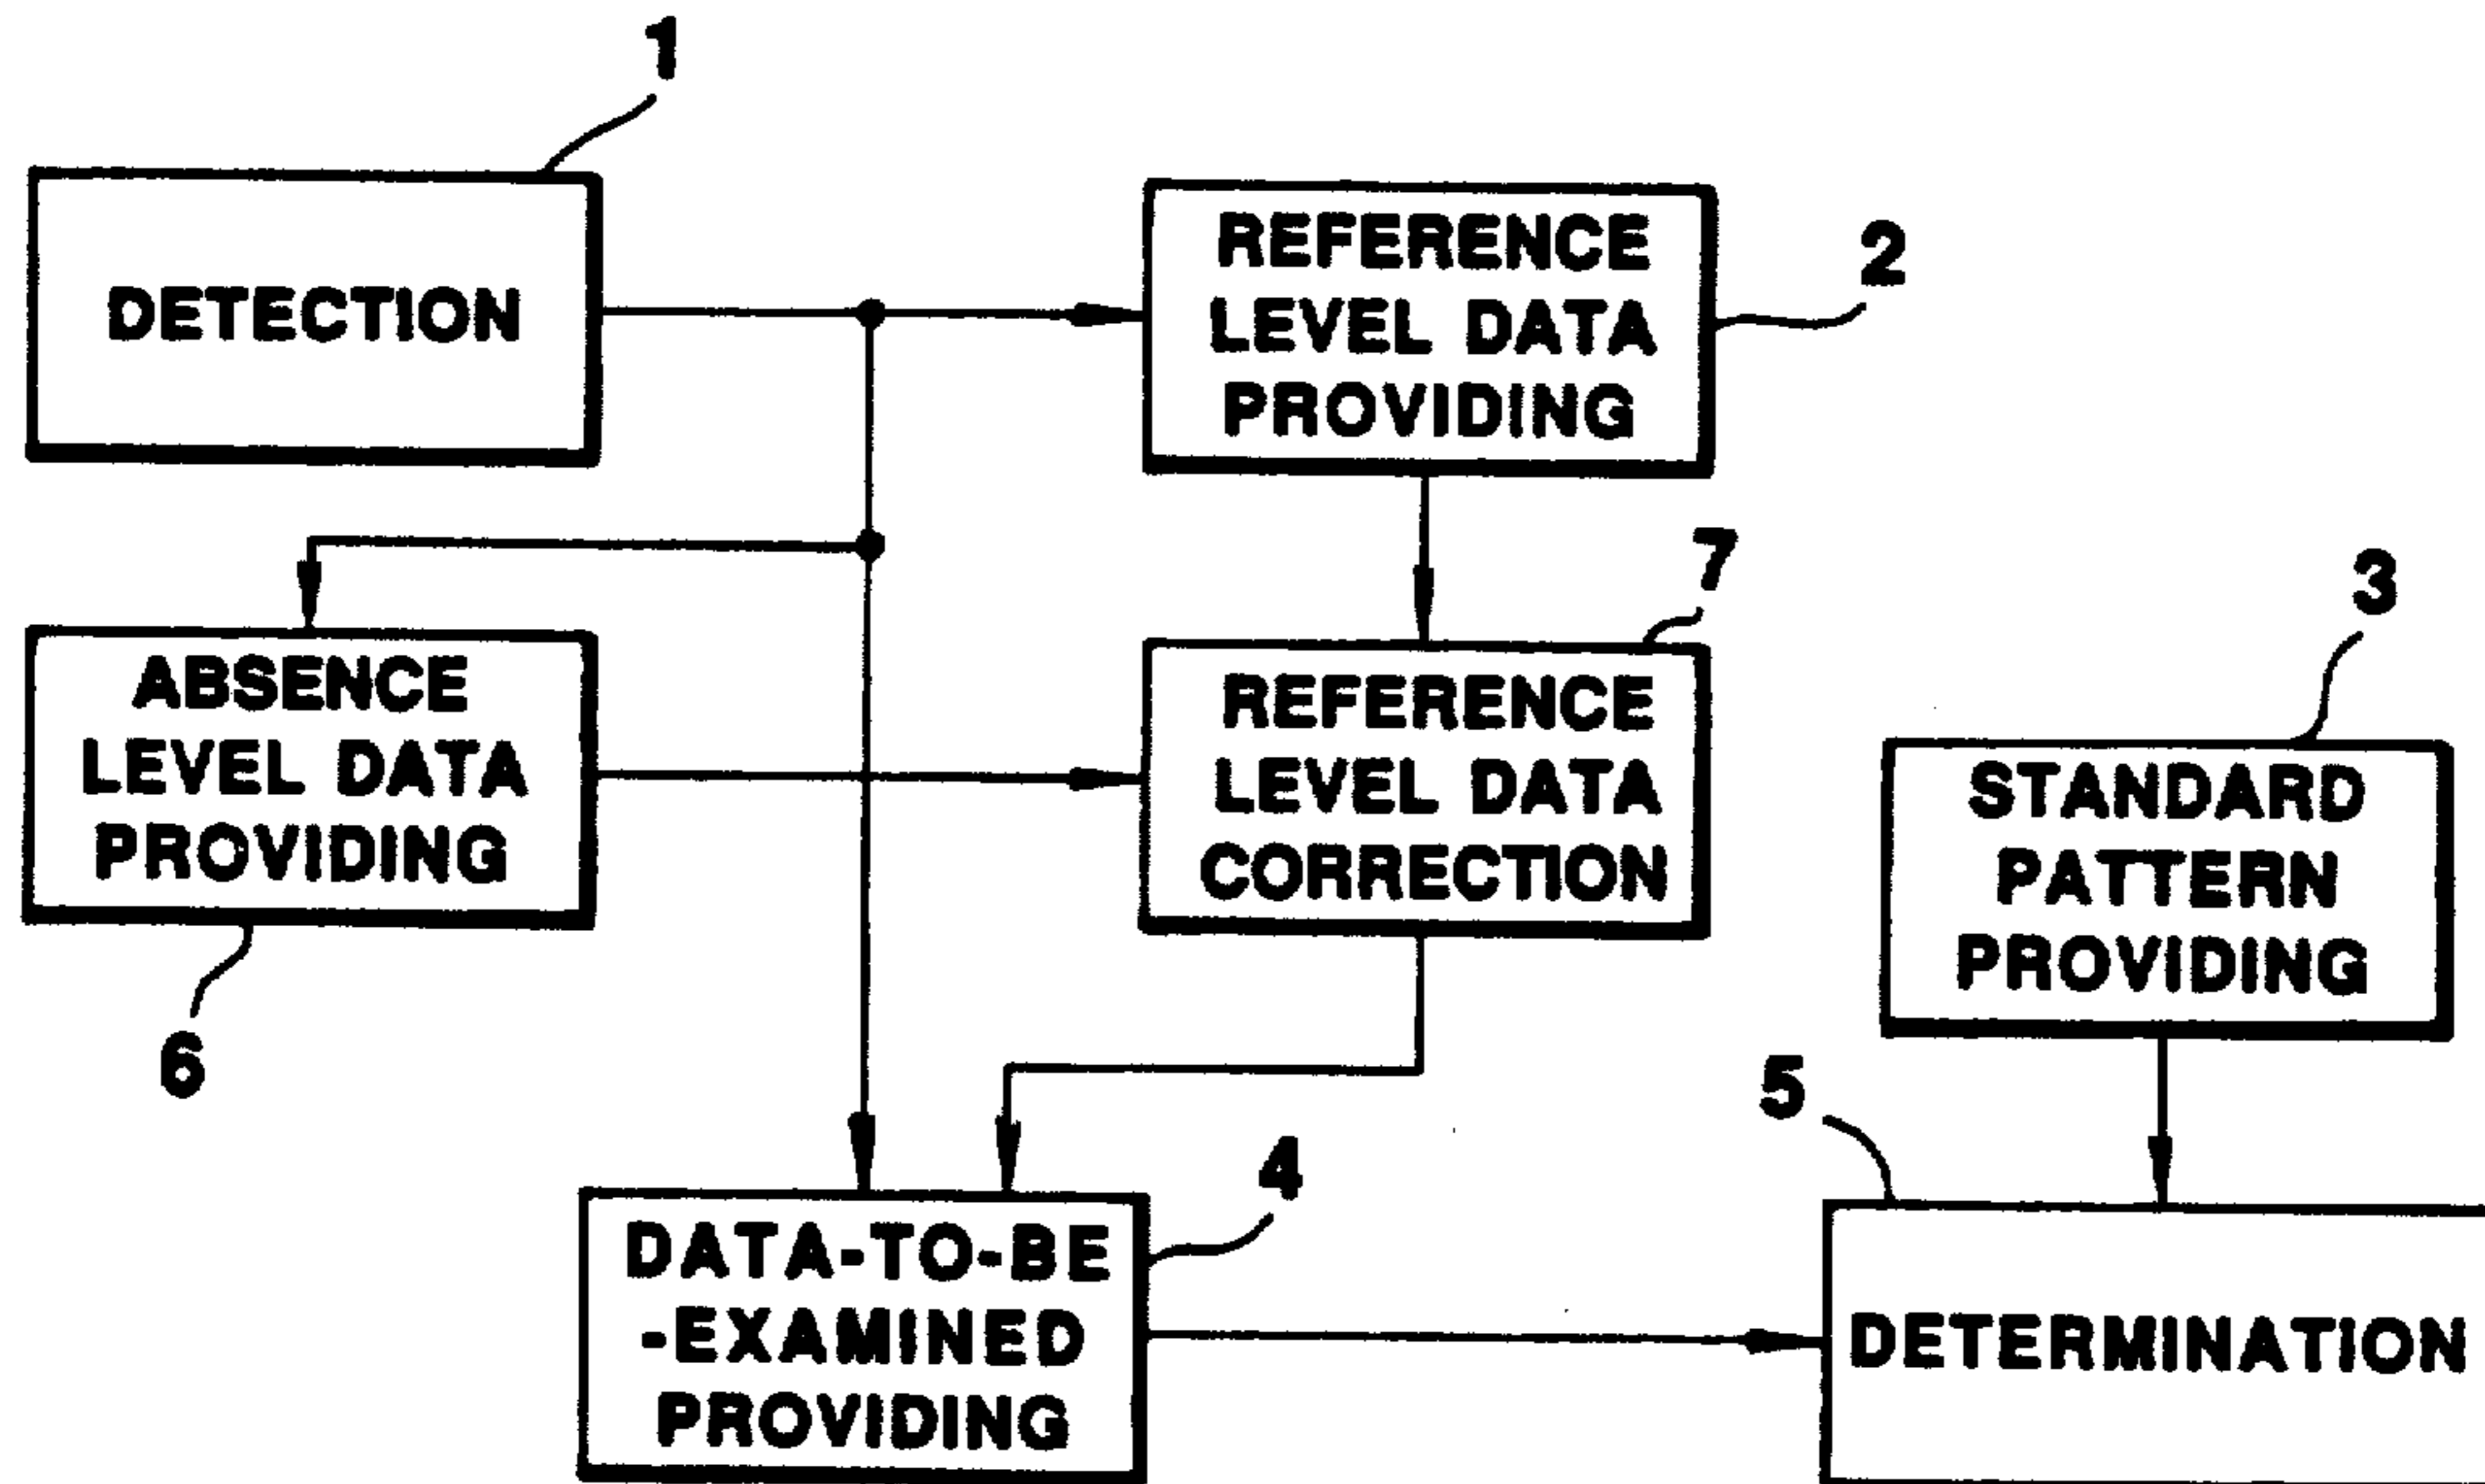 1
DETECTION
REFERENCE
LEVEL DATA
PROVIDING
2
ABSENCE
LEVEL DATA
PROVIDING
6
7
REFERENCE
LEVEL DATA
CORRECTION
3
STANDARD
PATTERN
PROVIDING
4
DATA-TO-BE
-EXAMINED
PROVIDING
5
DETERMINATION